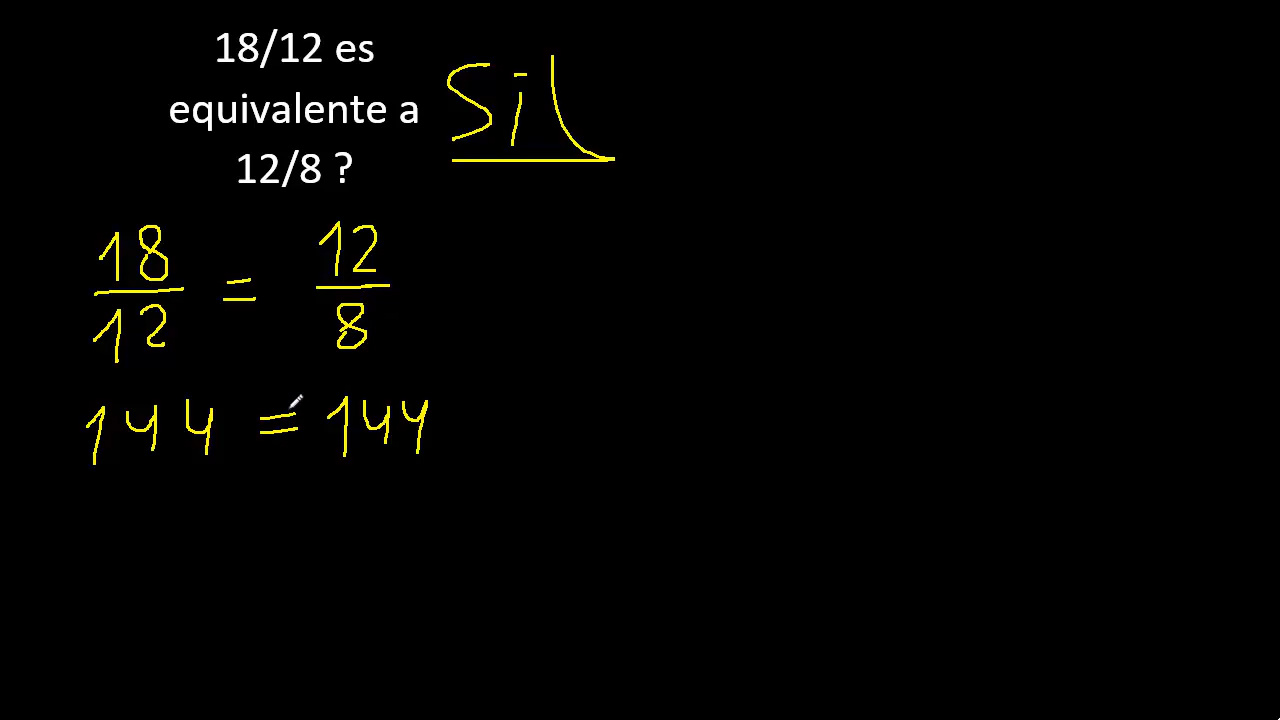 18/12 es
equivalente a
12/8 ?
Si
18/12 = 12/8
144 = 144